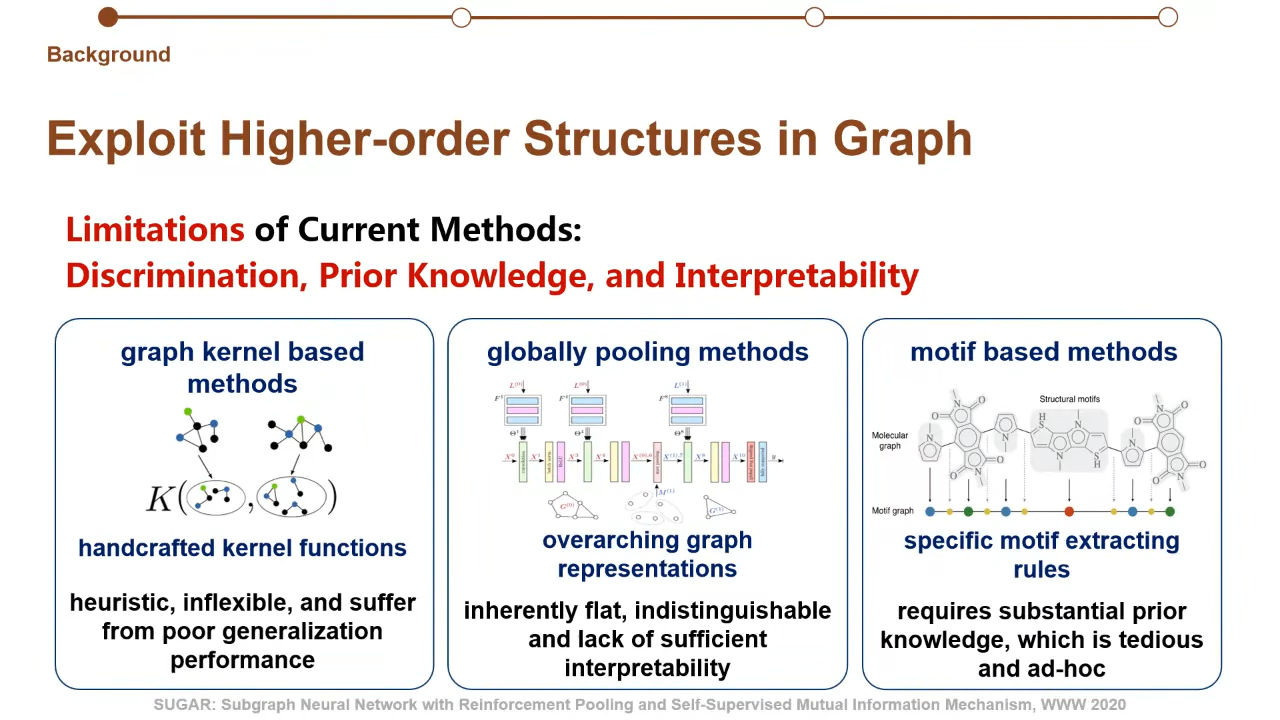 Background
Exploit Higher-order Structures in Graph
Limitations of Current Methods:
Discrimination, Prior Knowledge, and Interpretability
graph kernel based
methods
K( , )
handcrafted kernel functions
heuristic, inflexible, and suffer
from poor generalization
performance
globally pooling methods
overarching graph
representations
inherently flat, indistinguishable
and lack of sufficient
interpretability
motif based methods
Structural motifs
Molecular
graph
Motif graph
specific motif extracting
rules
requires substantial prior
knowledge, which is tedious
and ad-hoc
SUGAR: Subgraph Neural Network with Reinforcement Pooling and Self-Supervised Mutual Information Mechanism, WWW 2020